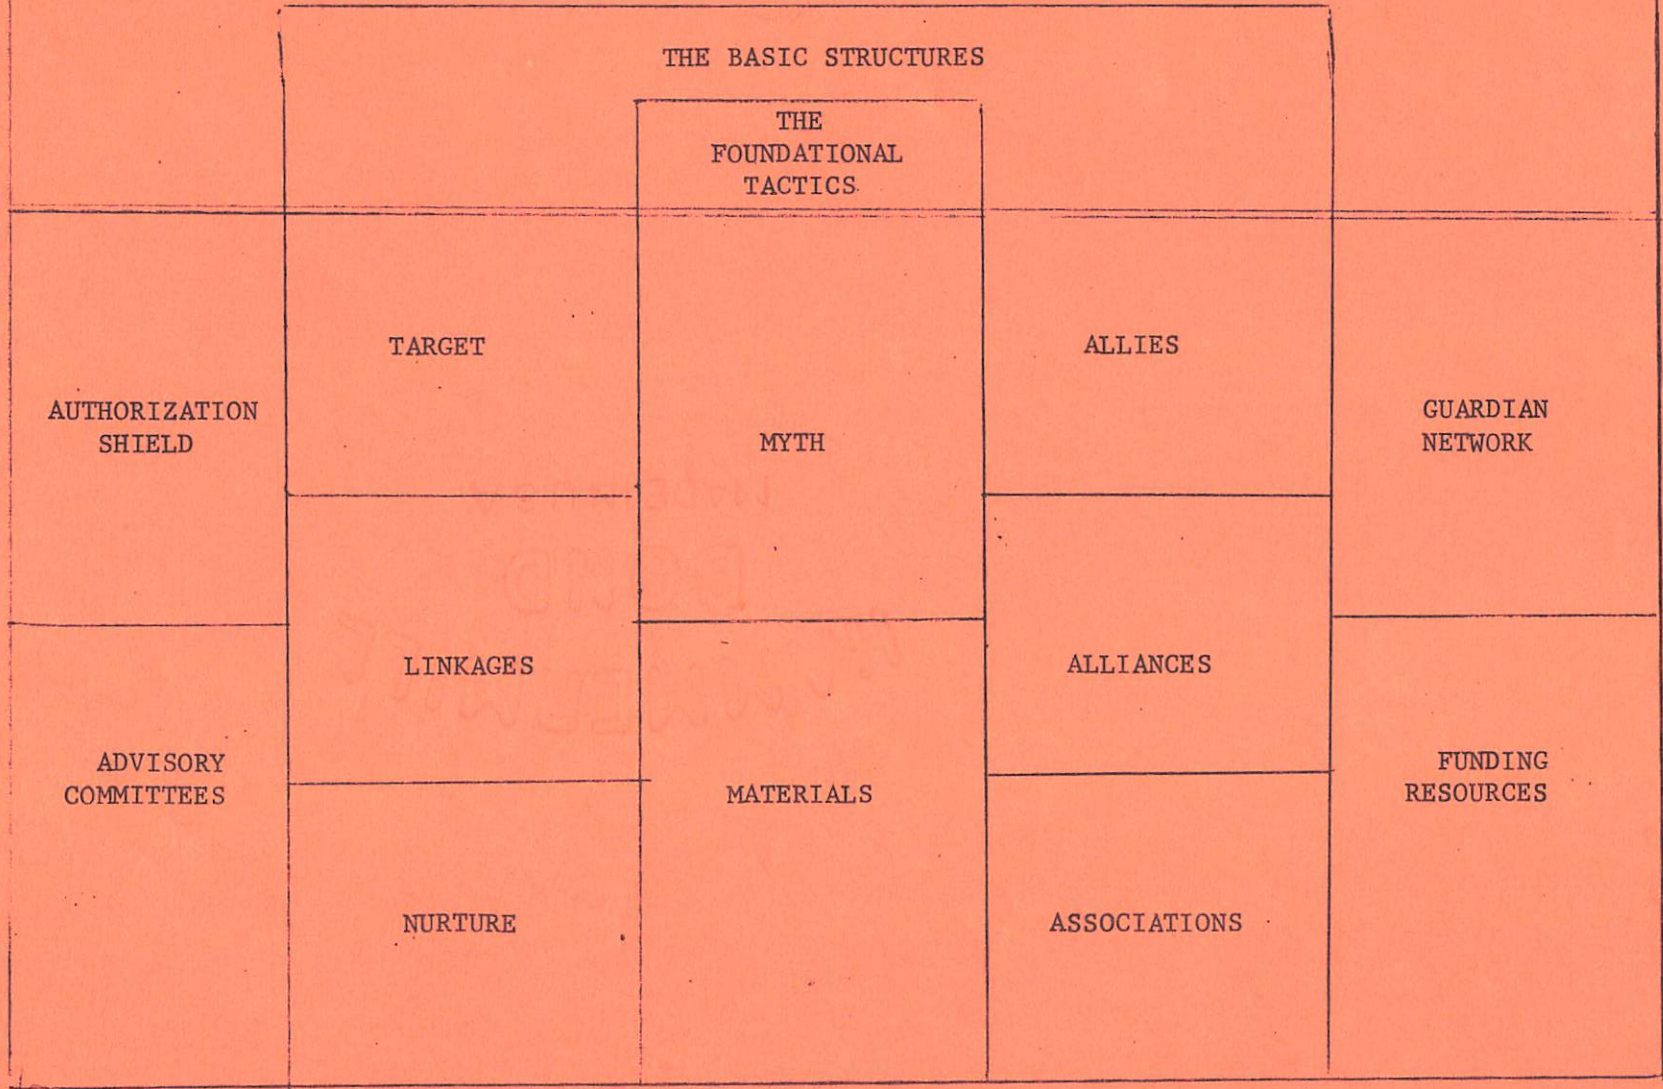 THE BASIC STRUCTURES
THE
FOUNDATIONAL
TACTICS
AUTHORIZATION
SHIELD
ADVISORY
COMMITTEES
TARGET
LINKAGES
NURTURE
MYTH
MATERIALS
ALLIES
ALLIANCES
ASSOCIATIONS
GUARDIAN
NETWORK
FUNDING
RESOURCES